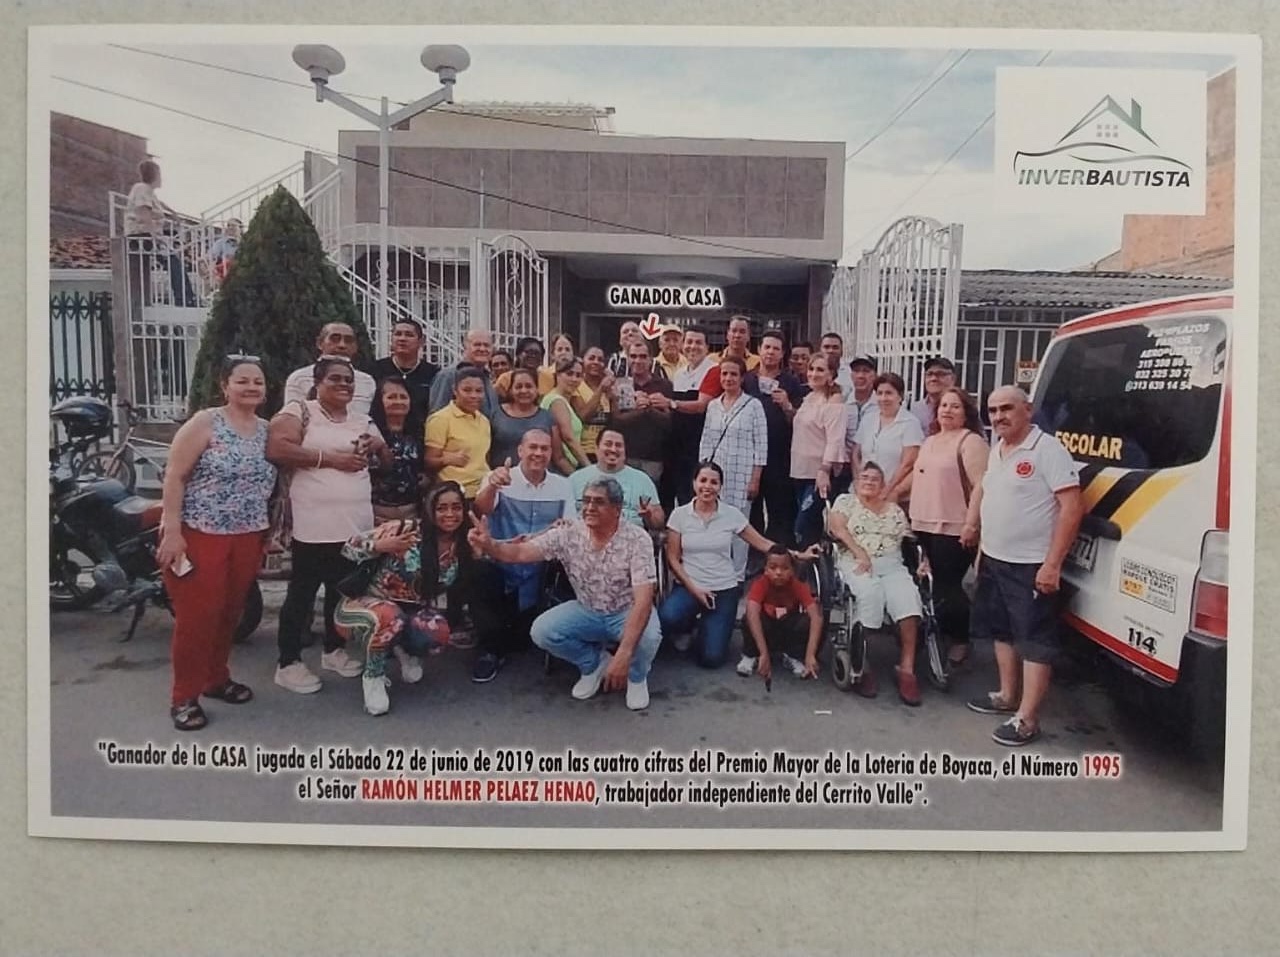 INVERBAUTISTA
GANADOR CASA
AEROPUERTO
ESCOLAR
114
"Ganador de la CASA jugada el Sábado 22 de junio de 2019 con las cuatro cifras del Premio Mayor de la Loteria de Boyaca, el Número 1995
el Señor RAMÓN HELMER PELAEZ HENAO, trabajador independiente del Cerrito Valle".